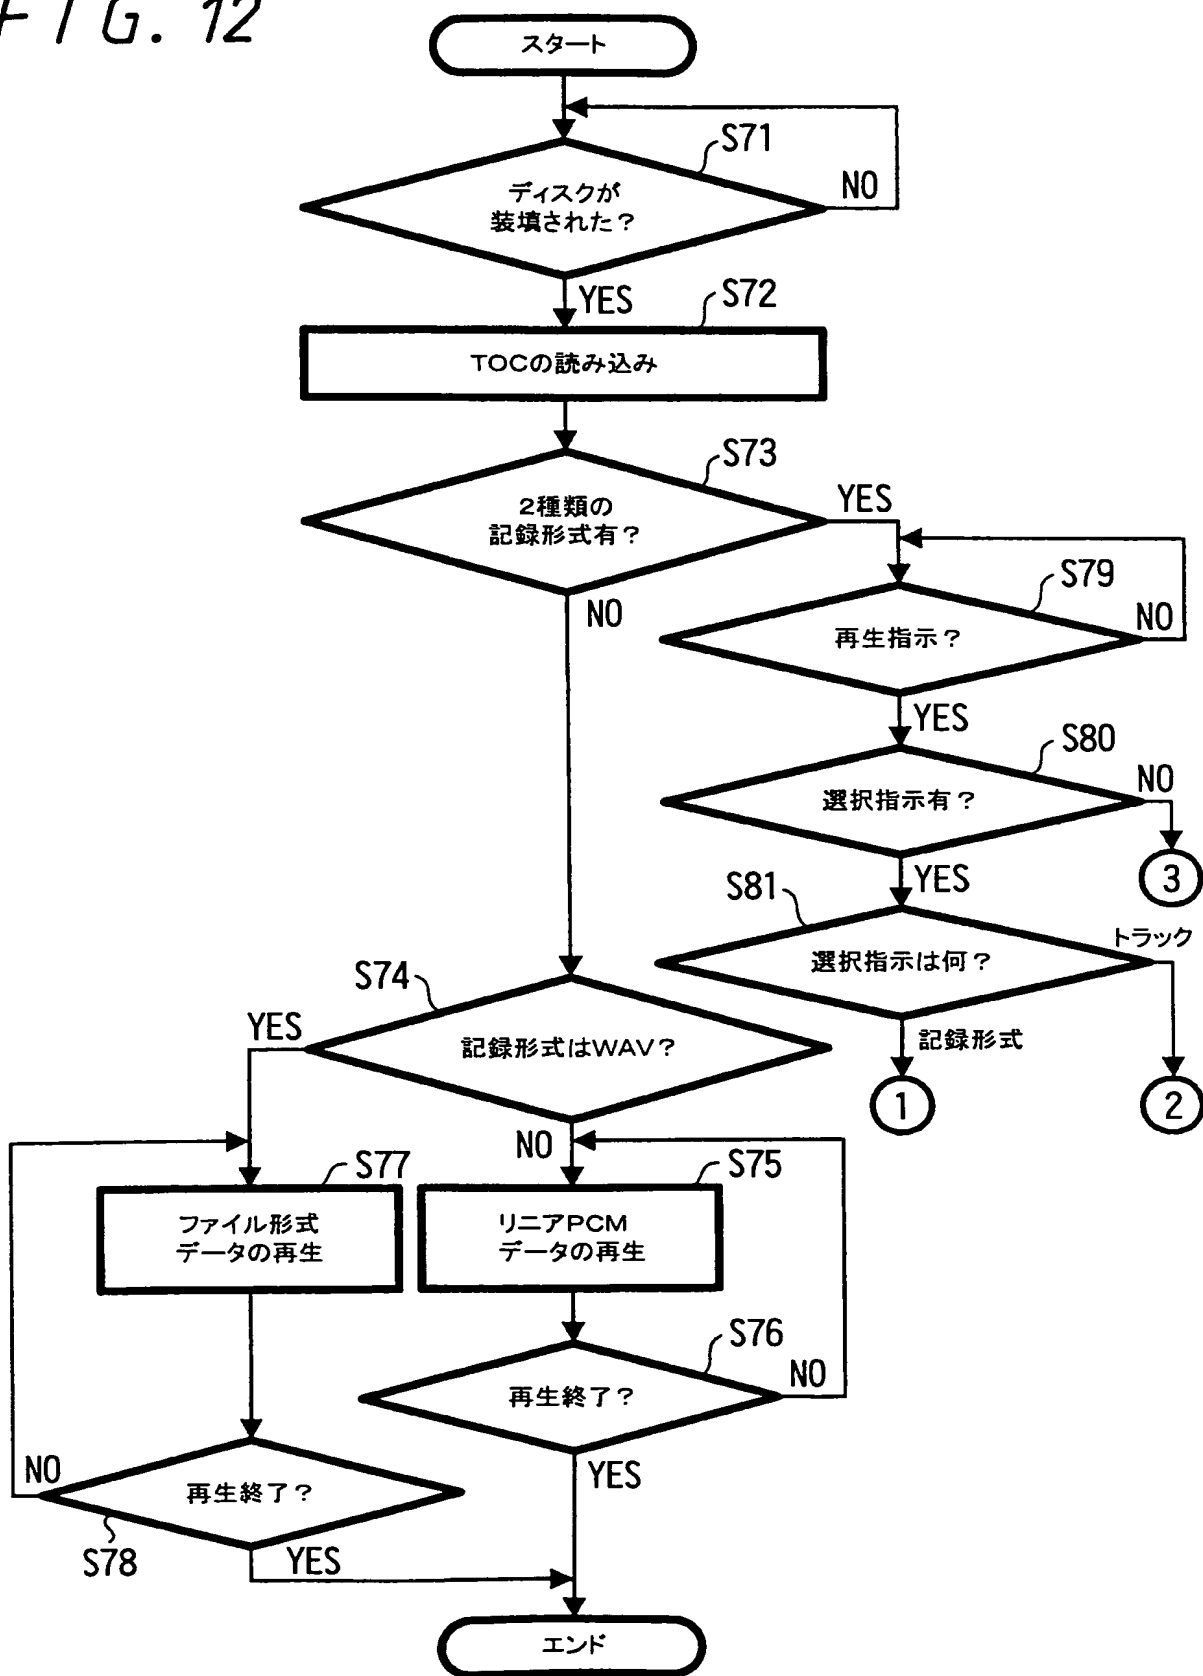 FIG. 12
スタート
S71
ディスクが
装填された？
NO
YES
S72
TOCの読み込み
S73
2種類の
記録形式有？
YES
NO
S79
再生指示？
NO
YES
S80
選択指示有？
NO
3
YES
S81
選択指示は何？
トラック
記録形式
1
2
S74
YES
記録形式はWAV？
NO
S77
ファイル形式
データの再生
S75
リニアPCM
データの再生
S76
再生終了？
NO
YES
NO
再生終了？
S78
YES
エンド